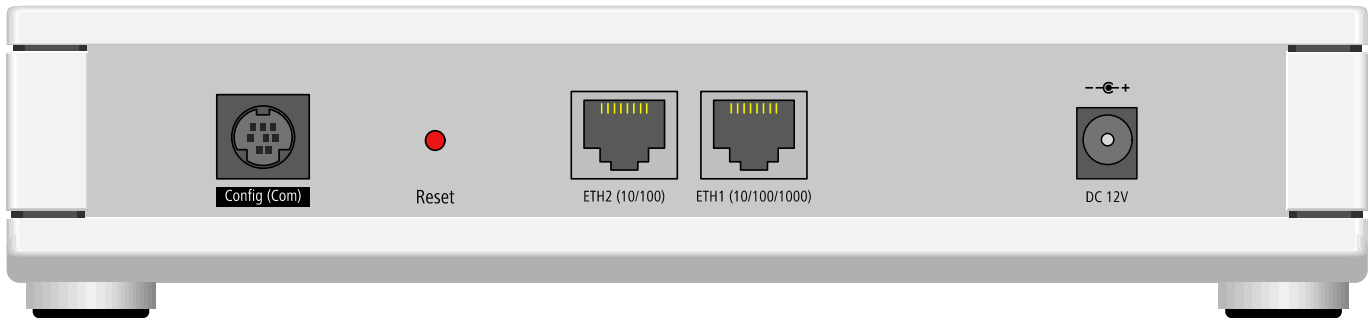 Config (Com)
Reset
ETH2 (10/100)
ETH1 (10/100/1000)
DC 12V